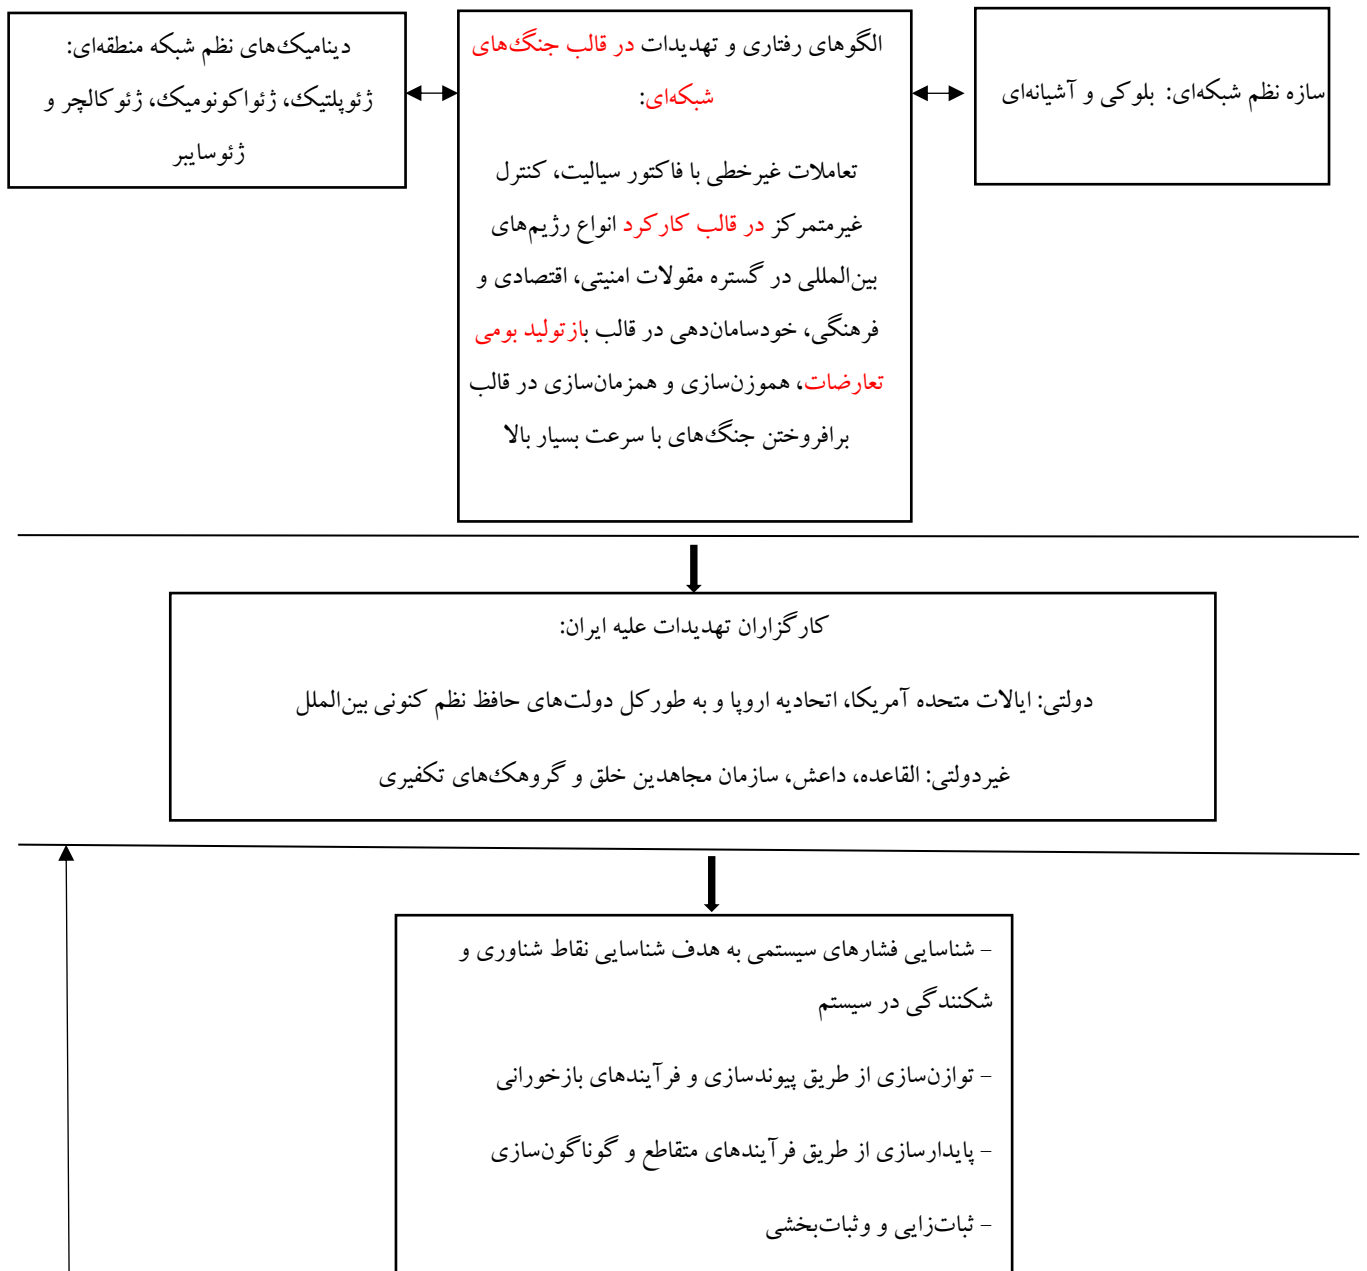 سازه نظم شبکه‌ای: بلوکی و آشیانه‌ای
الگوهای رفتاری و تهدیدات در قالب جنگ‌های
شبکه‌ای:
تعاملات غیرخطی با فاکتور سیالیت، کنترل
غیرمتمرکز در قالب کارکرد انواع رژیم‌های
بین‌المللی در گستره مقولات امنیتی، اقتصادی و
فرهنگی، خودسامان‌دهی در قالب بازتولید بومی
تعارضات، هموزن‌سازی و همزمان‌سازی در قالب
برافروختن جنگ‌های با سرعت بسیار بالا
دینامیک‌های نظم شبکه منطقه‌ای:
ژئوپلتیک، ژئواکونومیک، ژئوکالچر و
ژئوسایبر
کارگزاران تهدیدات علیه ایران:
دولتی: ایالات متحده آمریکا، اتحادیه اروپا و به طورکل دولت‌های حافظ نظم کنونی بین‌الملل
غیردولتی: القاعده، داعش، سازمان مجاهدین خلق و گروهک‌های تکفیری
- شناسایی فشارهای سیستمی به هدف شناسایی نقاط شناوری و
شکنندگی در سیستم
- توازن‌سازی از طریق پیوندسازی و فرآیندهای بازخورانی
- پایدارسازی از طریق فرآیندهای متقاطع و گوناگون‌سازی
- ثبات‌زایی و وثبات‌بخشی